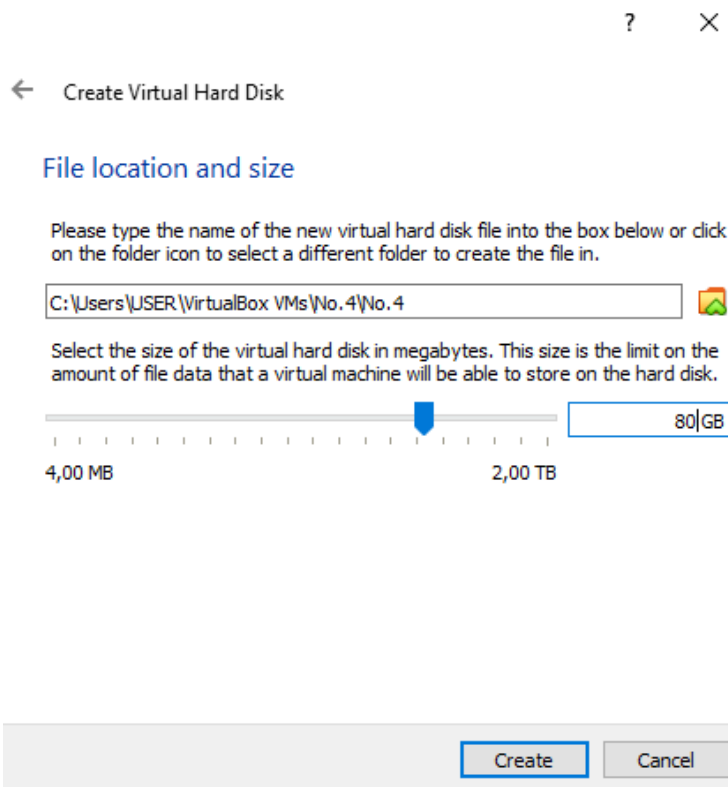 ?
Create Virtual Hard Disk
File location and size
Please type the name of the new virtual hard disk file into the box below or click
on the folder icon to select a different folder to create the file in.
C:\Users\USER\VirtualBox VMs\No.4\No.4
Select the size of the virtual hard disk in megabytes. This size is the limit on the
amount of file data that a virtual machine will be able to store on the hard disk.
80 GB
4,00 MB 2,00 TB
Create Cancel